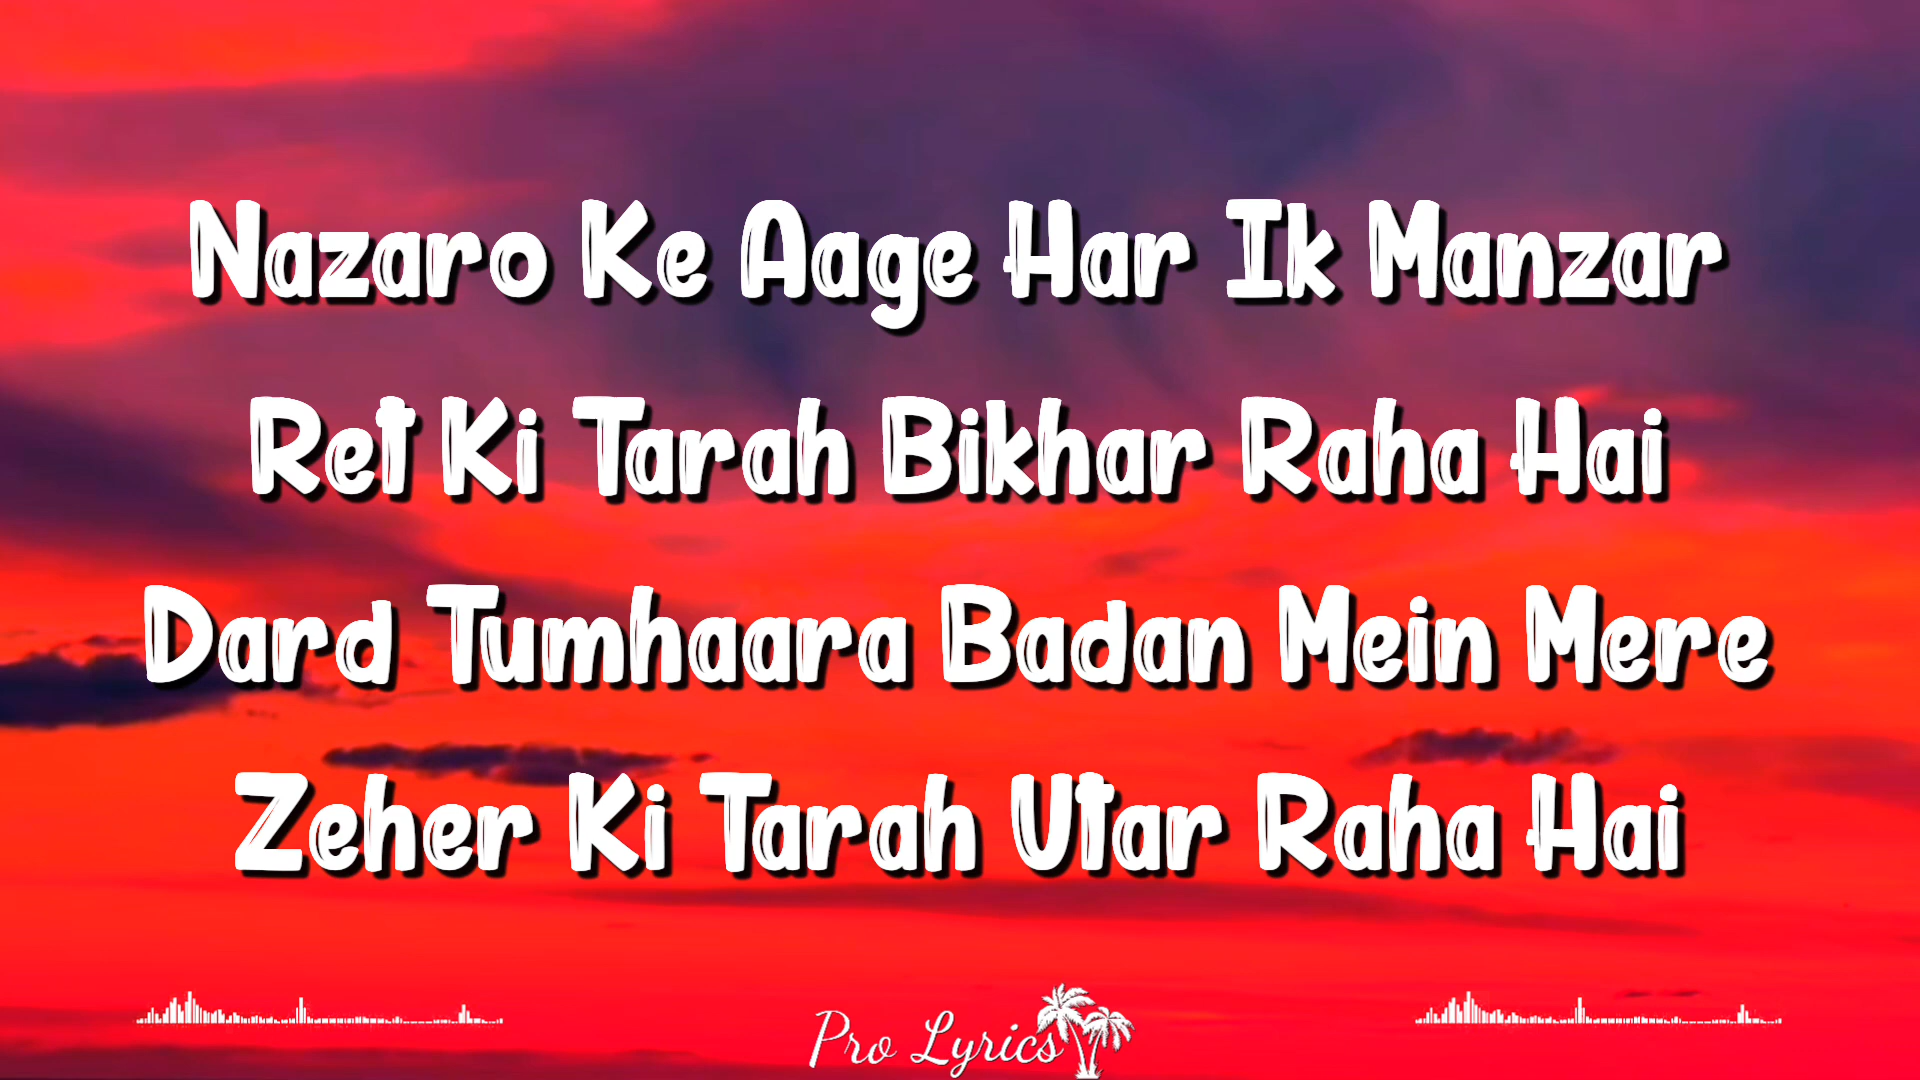 Nazaro Ke Aage Har Ik Manzar
Ret Ki Tarah Bikhar Raha Hai
Dard Tumhaara Badan Mein Mere
Zeher Ki Tarah Utar Raha Hai
Pro Lyrics